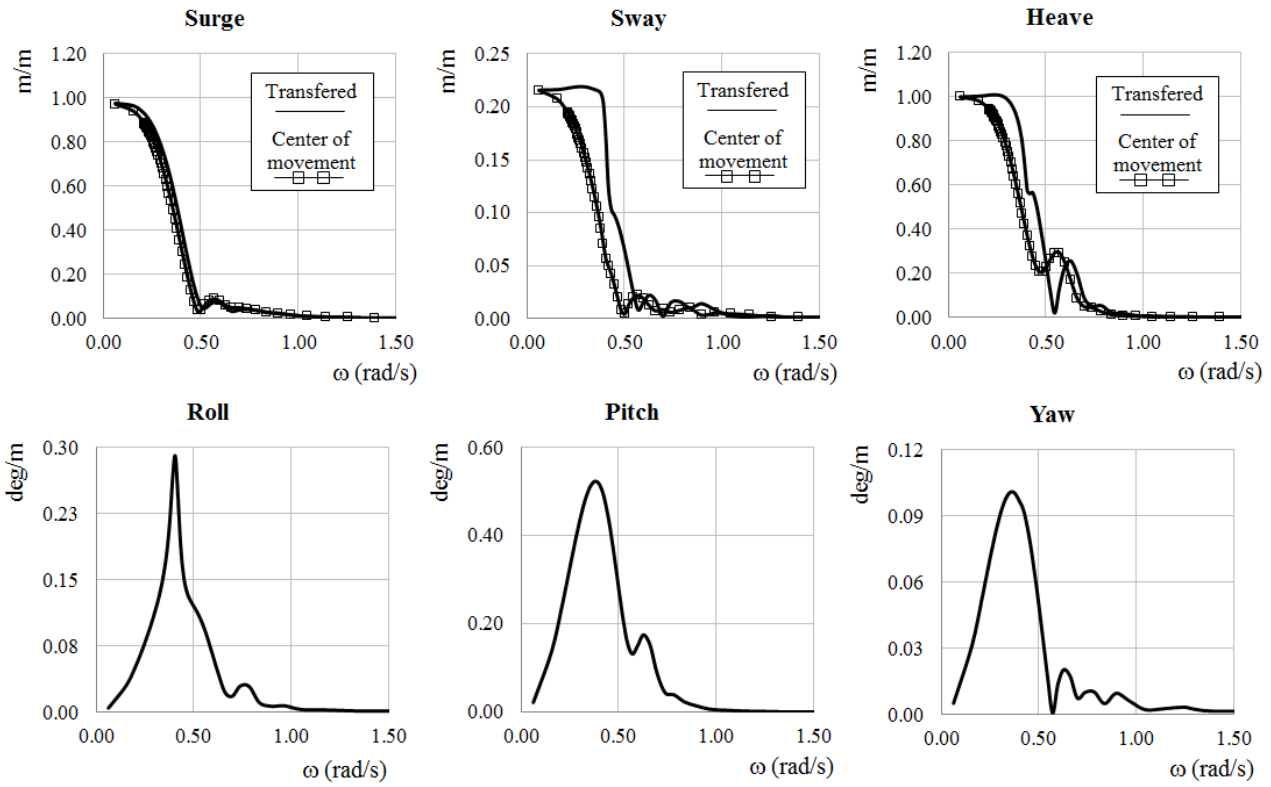 Surge
m/m
1.20
1.00
0.80
0.60
0.40
0.20
0.00
Transfered
Center of
movement
0.00 0.50 1.00 1.50
ω (rad/s)
Sway
m/m
0.25
0.20
0.15
0.10
0.05
0.00
Transfered
Center of
movement
0.00 0.50 1.00 1.50
ω (rad/s)
Heave
m/m
1.20
1.00
0.80
0.60
0.40
0.20
0.00
Transfered
Center of
movement
0.00 0.50 1.00 1.50
ω (rad/s)
Roll
deg/m
0.30
0.23
0.15
0.08
0.00
0.00 0.50 1.00 1.50
ω (rad/s)
Pitch
deg/m
0.60
0.40
0.20
0.00
0.00 0.50 1.00 1.50
ω (rad/s)
Yaw
deg/m
0.12
0.09
0.06
0.03
0.00
0.00 0.50 1.00 1.50
ω (rad/s)